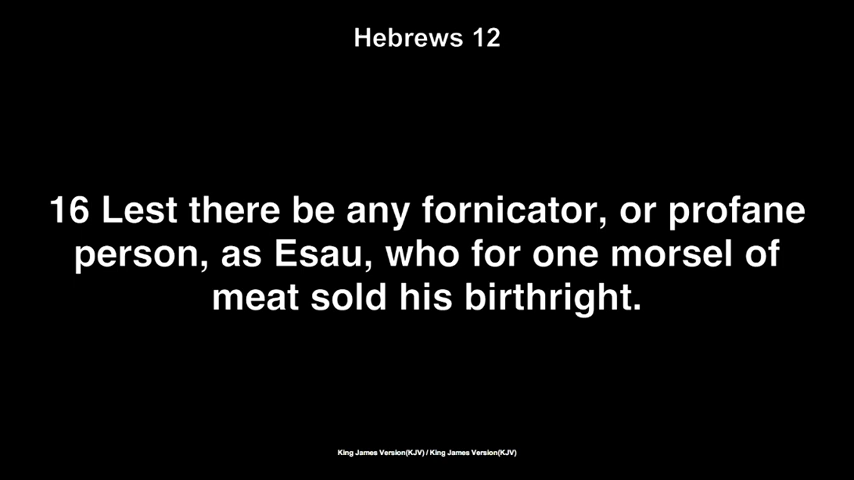 Hebrews 12
16 Lest there be any fornicator, or profane
person, as Esau, who for one morsel of
meat sold his birthright.
King James Version(KJV) / King James Version(KJV)